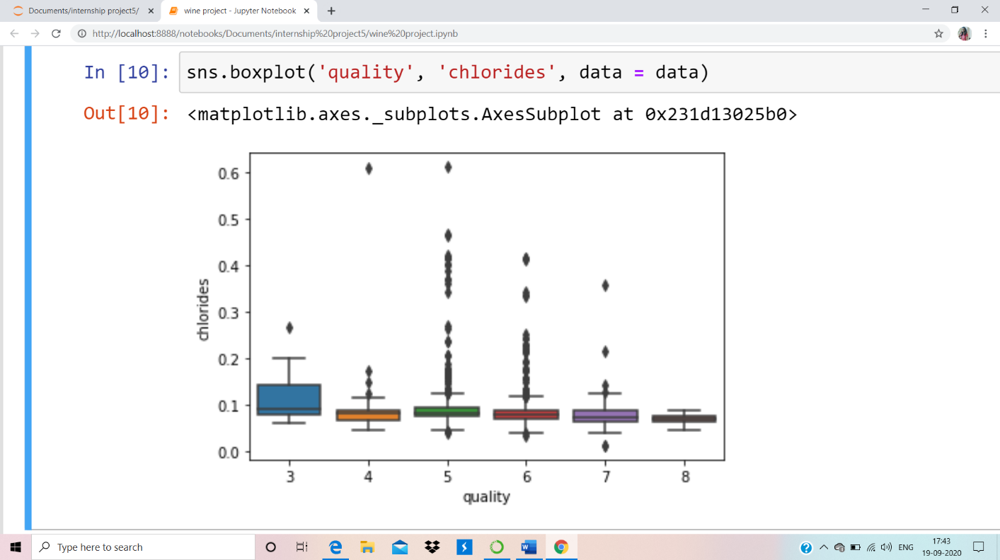 Documents/internship project5/
wine project - Jupyter Notebook
http://localhost:8888/notebooks/Documents/internship%20project5/wine%20project.ipynb
In [10]: sns.boxplot('quality', 'chlorides', data = data)
Out[10]: <matplotlib.axes._subplots.AxesSubplot at 0x231d13025b0>
0.6
0.5
0.4
0.3
0.2
0.1
0.0
chlorides
3 4 5 6 7 8
quality
Type here to search
ENG
17:43
19-09-2020